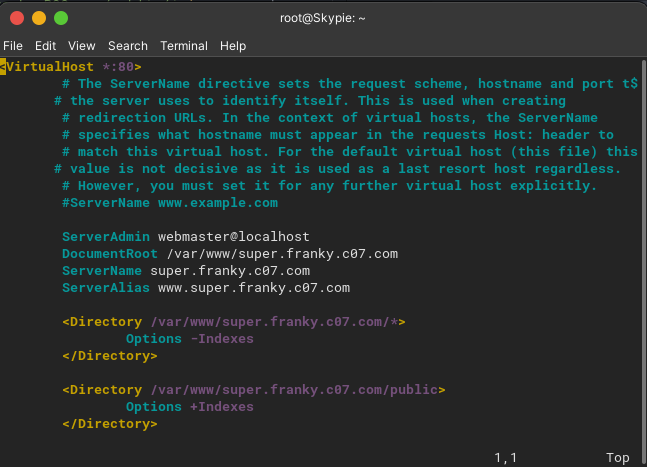 root@Skypie: ~
File Edit View Search Terminal Help
<VirtualHost *:80>
# The ServerName directive sets the request scheme, hostname and port t$
# the server uses to identify itself. This is used when creating
# redirection URLs. In the context of virtual hosts, the ServerName
# specifies what hostname must appear in the requests Host: header to
# match this virtual host. For the default virtual host (this file) this
# value is not decisive as it is used as a last resort host regardless.
# However, you must set it for any further virtual host explicitly.
#ServerName www.example.com
ServerAdmin webmaster@localhost
DocumentRoot /var/www/super.franky.c07.com
ServerName super.franky.c07.com
ServerAlias www.super.franky.c07.com
<Directory /var/www/super.franky.c07.com/*>
Options -Indexes
</Directory>
<Directory /var/www/super.franky.c07.com/public>
Options +Indexes
</Directory>
1,1 Top